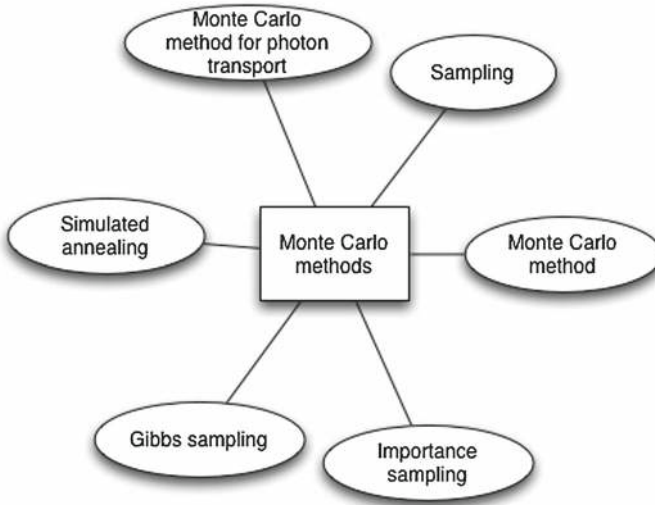 Monte Carlo
method for photon
transport
Sampling
Simulated
annealing
Monte Carlo
methods
Monte Carlo
method
Gibbs sampling
Importance
sampling